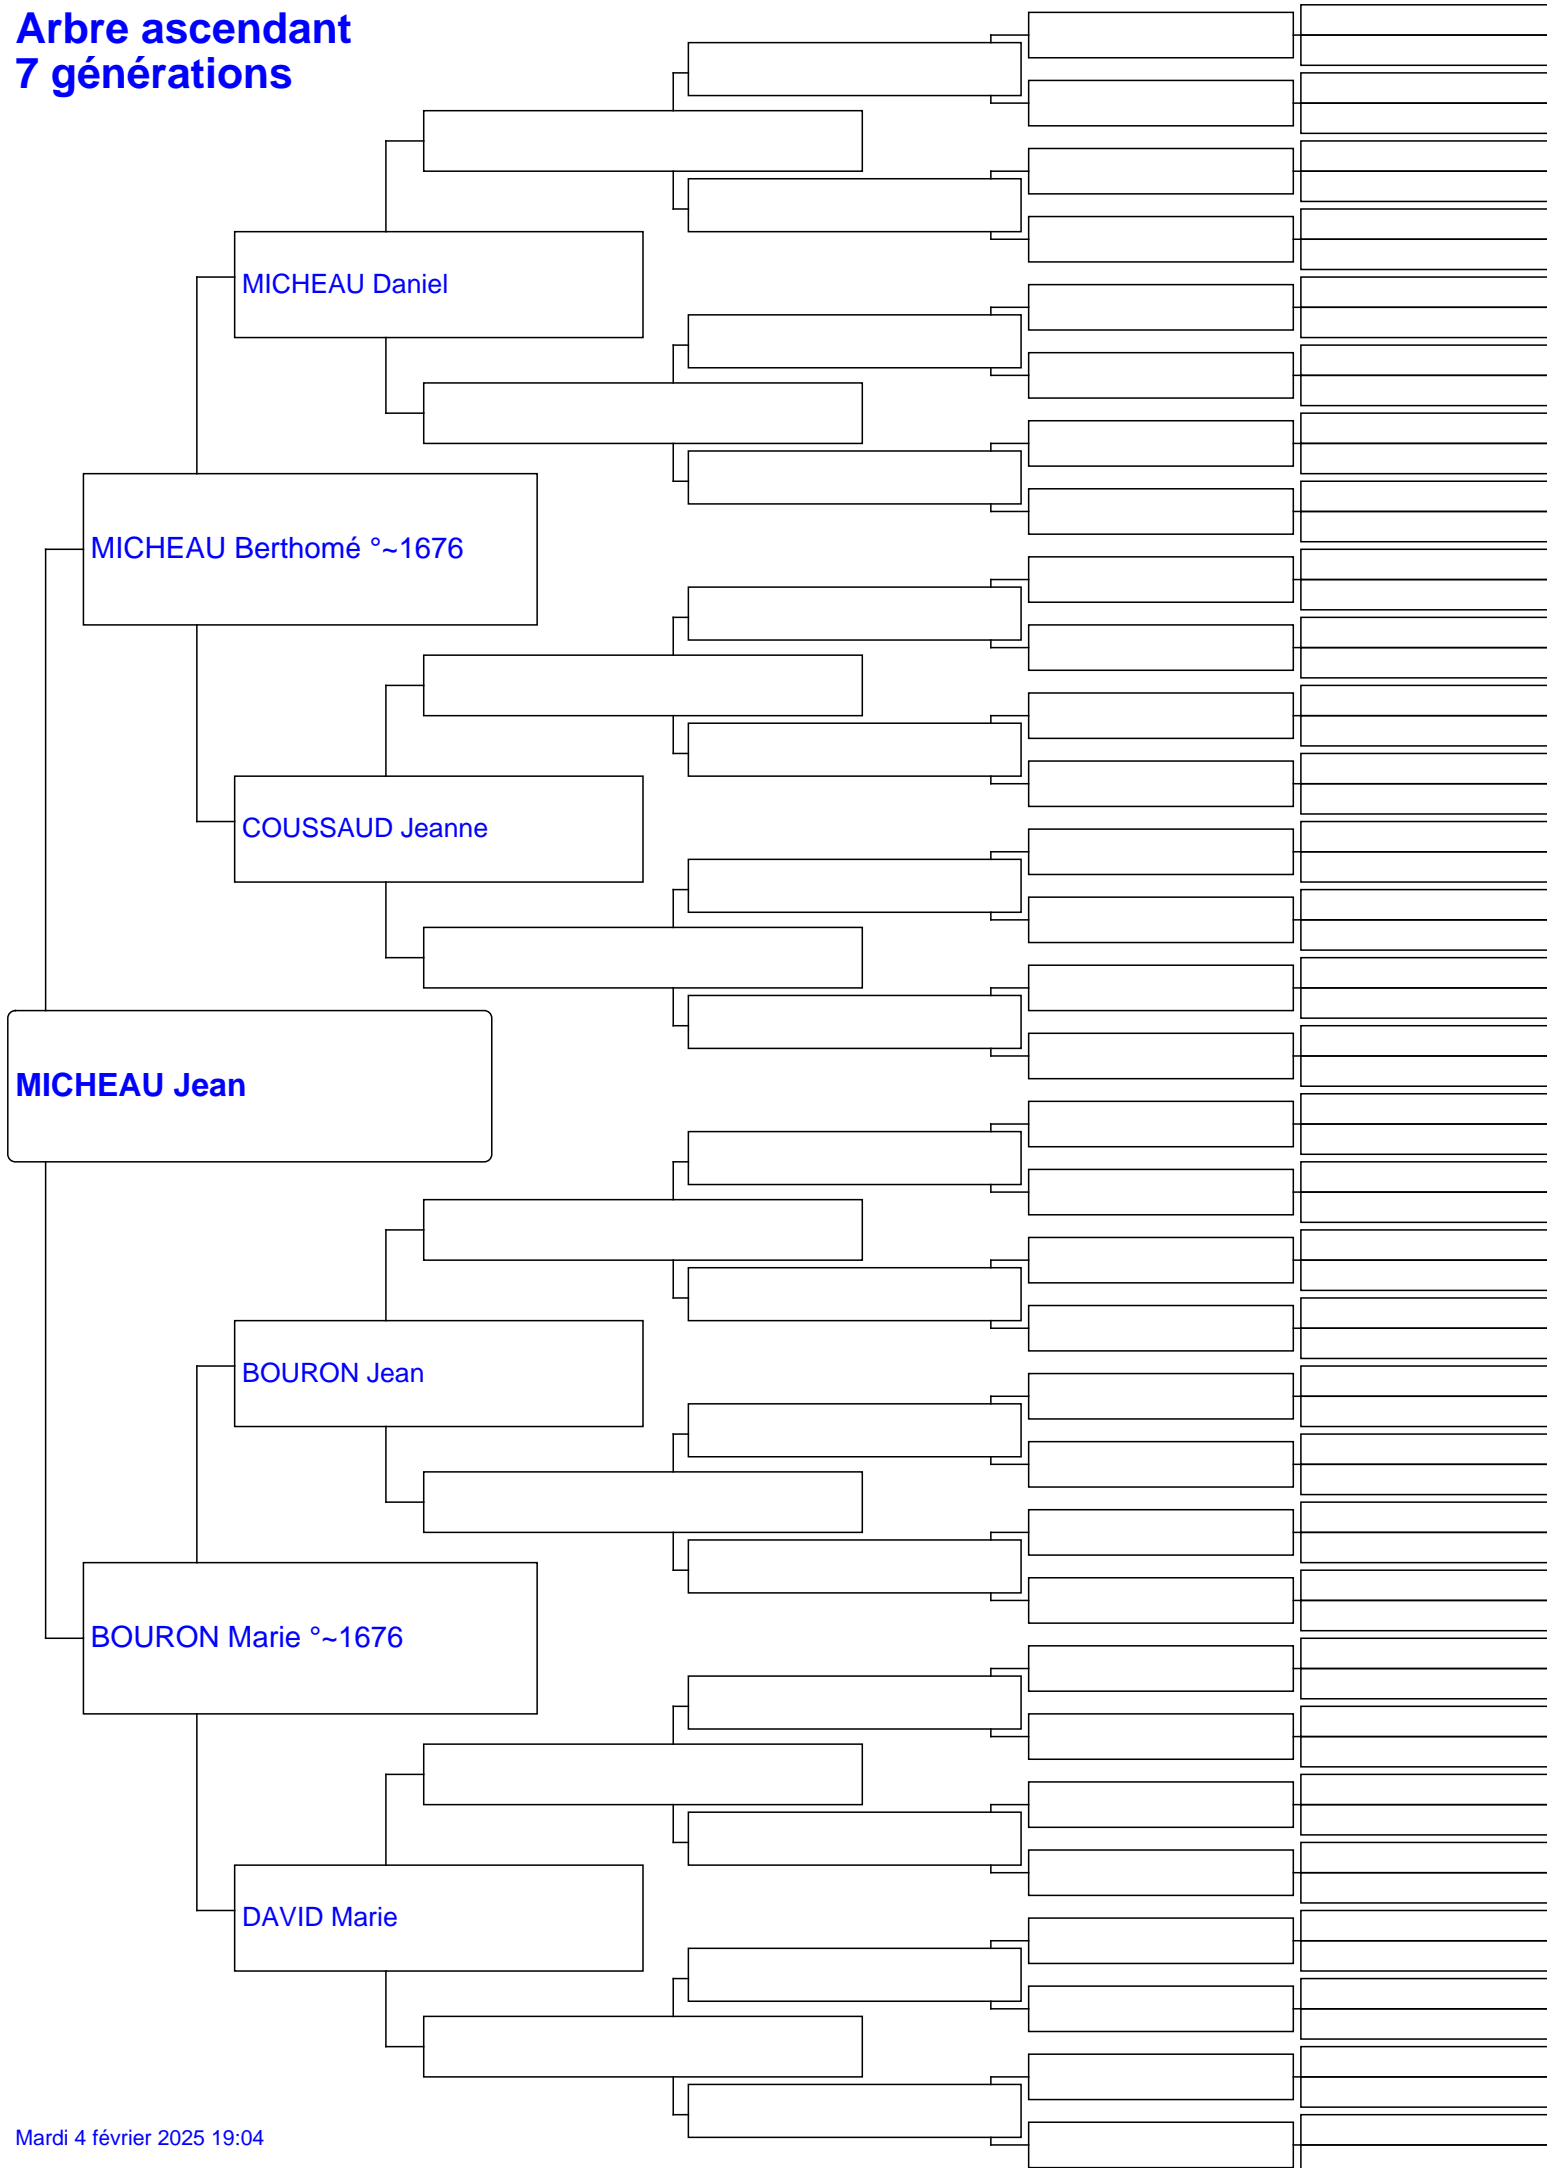 Arbre ascendant
7 générations
MICHEAU Daniel
MICHEAU Berthomé °~1676
COUSSAUD Jeanne
MICHEAU Jean
BOURON Jean
BOURON Marie °~1676
DAVID Marie
Mardi 4 février 2025 19:04